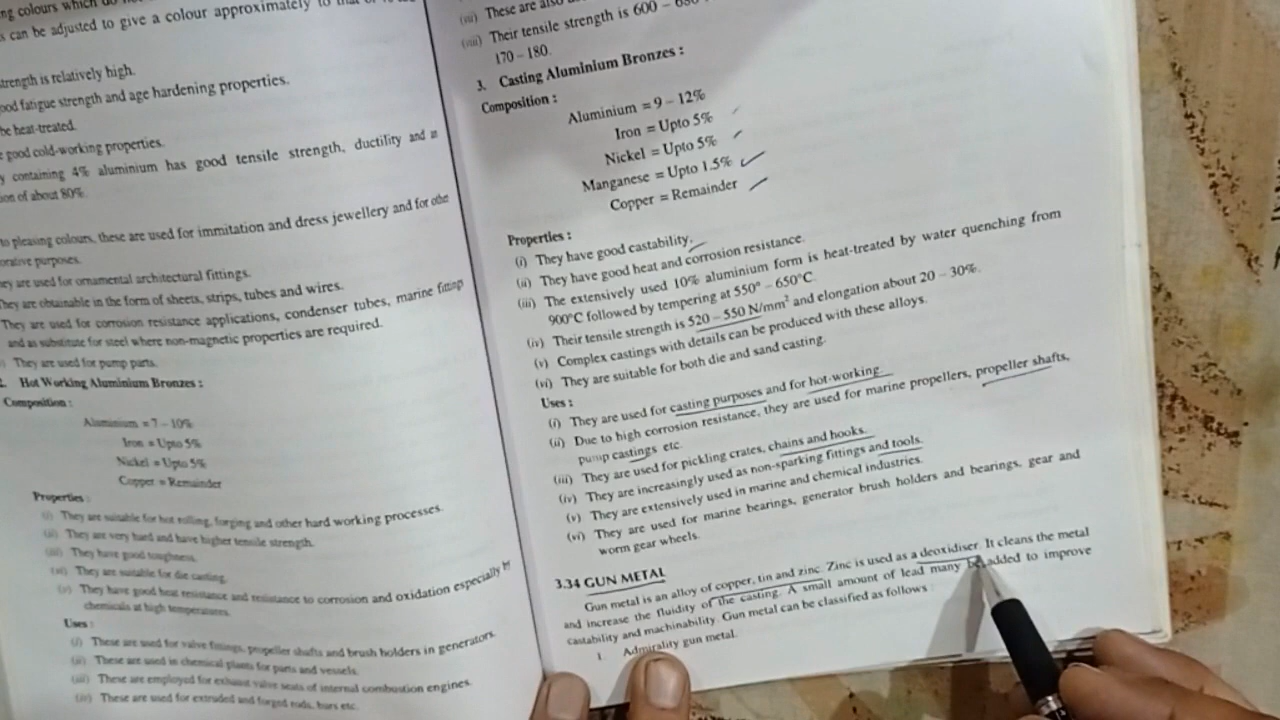 ng colours which do
s can be adjusted to give a colour approximately to that of
trength is relatively high.
ood fatigue strength and age hardening properties.
be heat-treated.
good cold-working properties.
y containing 4% aluminium has good tensile strength, ductility and
ion of about 80%.
to pleasing colours, these are used for immitation and dress jewellery and for othe
orative purposes.
hey are used for ornamental architectural fittings.
They are obtainable in the form of sheets, strips, tubes and wires.
They are used for corrosion resistance applications, condenser tubes, marine fitting
and as substitute for steel where non-magnetic properties are required.
They are used for pump parts.
2. Hot Working Aluminium Bronzes :
Composition :
Aluminium = 7 – 10%
Iron = Upto 5%
Nickel = Upto 5%
Copper = Remainder
Properties :
(i) They are suitable for hot rolling, forging and other hard working processes.
(ii) They are very hard and have higher tensile strength.
(iii) They have good toughness.
(iv) They are suitable for die casting.
(v) They have good heat resistance and resistance to corrosion and oxidation especially
chemicals at high temperatures.
Uses :
(i) These are used for valve fittings, propeller shafts and brush holders in generators.
(ii) These are used in chemical plants for parts and vessels.
(iii) These are employed for exhaust valve seats of internal combustion engines.
(iv) These are used for extruded and forged rods, bars etc.
(vii) These are also
(viii) Their tensile strength is 600 –
170 – 180.
3. Casting Aluminium Bronzes :
Composition :
Aluminium = 9 – 12%
Iron = Upto 5%
Nickel = Upto 5%
Manganese = Upto 1.5%
Copper = Remainder
Properties :
(i) They have good castability.
(ii) They have good heat and corrosion resistance.
(iii) The extensively used 10% aluminium form is heat-treated by water quenching from
900°C followed by tempering at 550° – 650°C.
(iv) Their tensile strength is 520 – 550 N/mm² and elongation about 20 – 30%.
(v) Complex castings with details can be produced with these alloys.
(vi) They are suitable for both die and sand casting.
Uses :
(i) They are used for casting purposes and for hot-working.
(ii) Due to high corrosion resistance, they are used for marine propellers, propeller shafts,
pump castings etc.
(iii) They are used for pickling crates, chains and hooks.
(iv) They are increasingly used as non-sparking fittings and tools.
(v) They are extensively used in marine and chemical industries.
(vi) They are used for marine bearings, generator brush holders and bearings, gear and
worm gear wheels.
3.34 GUN METAL
Gun metal is an alloy of copper, tin and zinc. Zinc is used as a deoxidiser. It cleans the metal
and increase the fluidity of the casting. A small amount of lead many be added to improve
castability and machinability. Gun metal can be classified as follows :
1. Admirality gun metal.